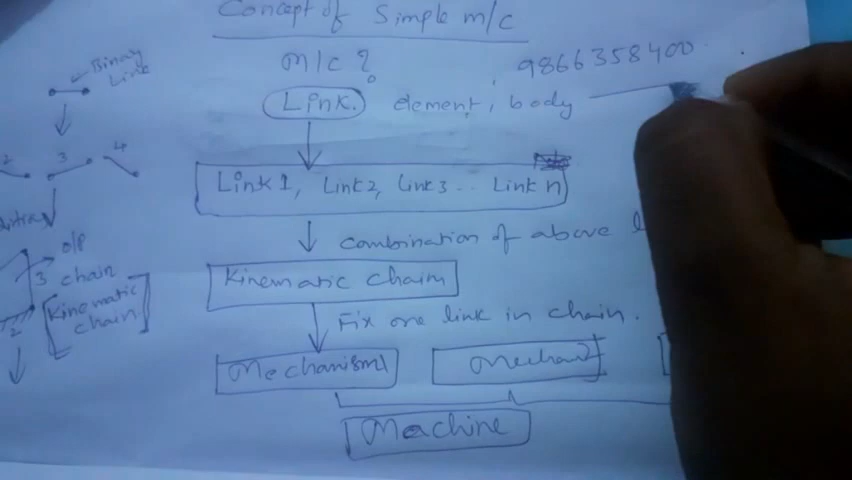 Concept of Simple m/c
m/c ?
9866358400
Link. element, body
Binary
Link
Link 1, Link 2, Link 3 .. Link n
2 3 4
combination of above
o/p
3 chain
Kinematic
chain
2
Kinematic chain
Fix one link in chain.
Mechanism 1
Machine